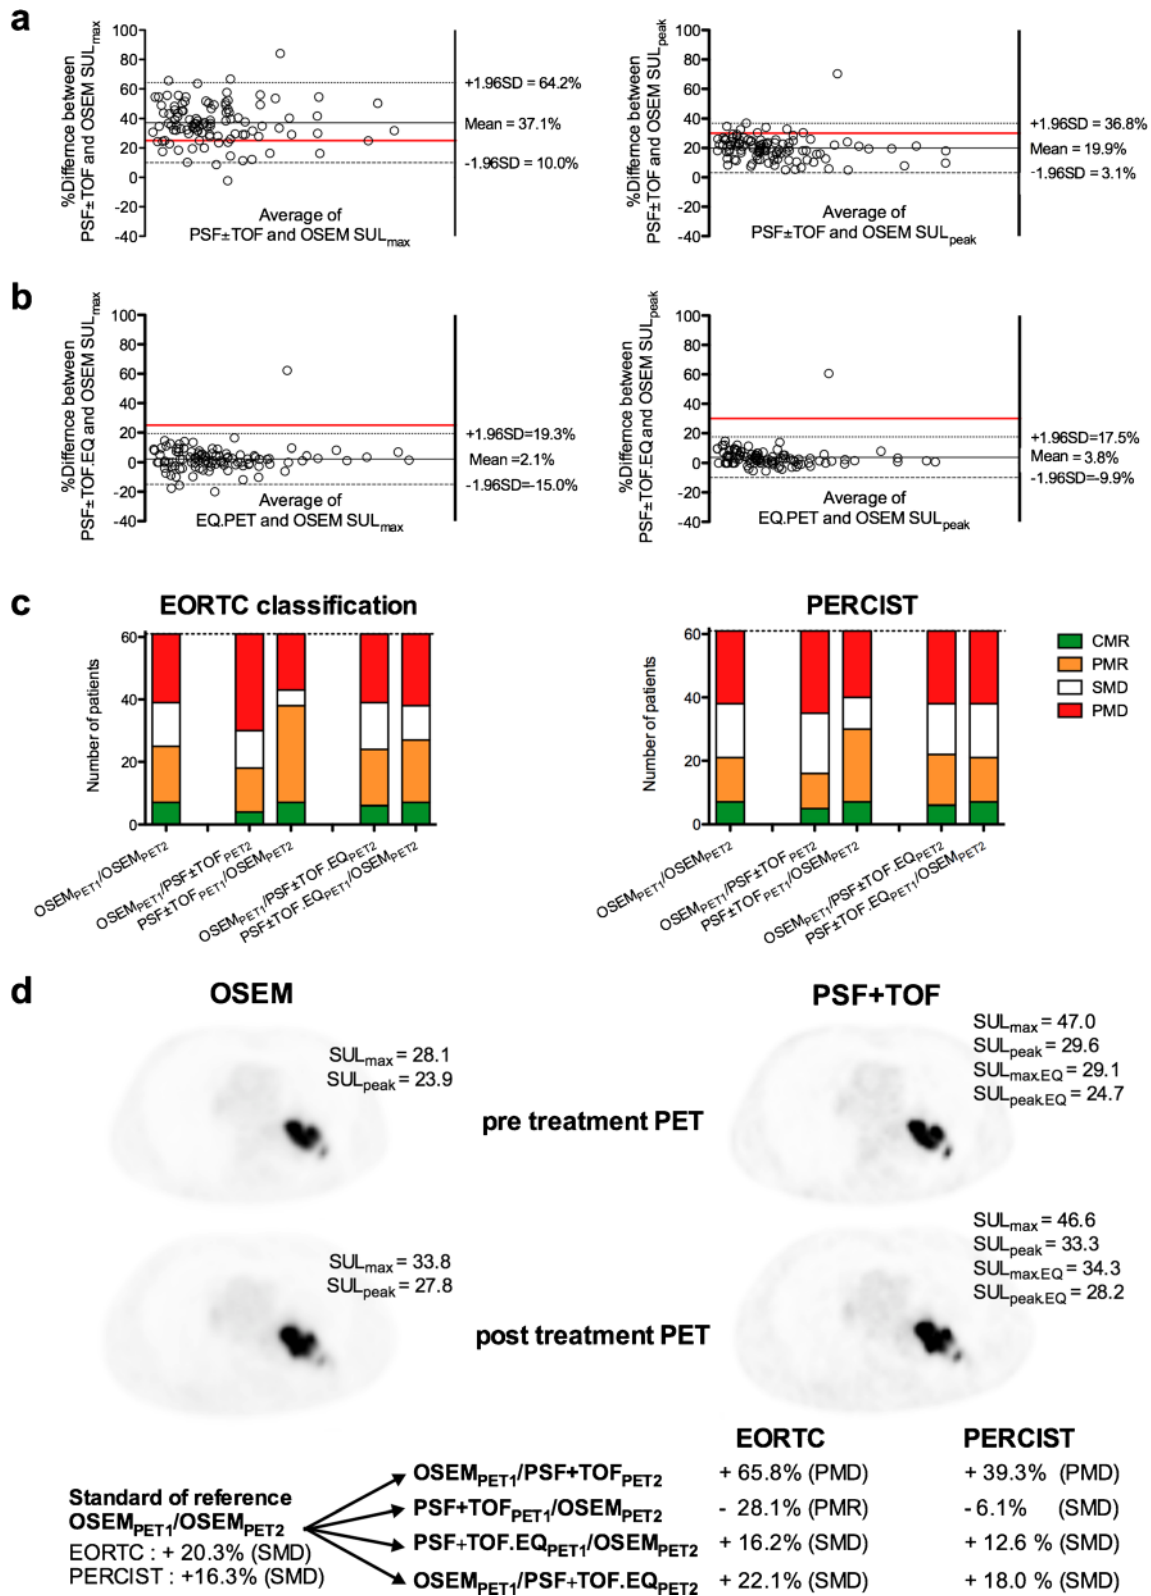 a
%Differnce between
PSF±TOF and OSEM SULmax
100
80
60
40
20
0
-20
-40
+1.96SD = 64.2%
Mean = 37.1%
-1.96SD = 10.0%
Average of
PSF±TOF and OSEM SULmax
%Difference between
PSF±TOF and OSEM SULpeak
100
80
60
40
20
0
-20
-40
+1.96SD = 36.8%
Mean = 19.9%
-1.96SD = 3.1%
Average of
PSF±TOF and OSEM SULpeak
b
%Differnce between
PSF±TOF.EQ and OSEM SULmax
100
80
60
40
20
0
-20
-40
+1.96SD=19.3%
Mean =2.1%
-1.96SD=-15.0%
Average of
EQ.PET and OSEM SULmax
%Difference between
PSF±TOF.EQ and OSEM SULpeak
100
80
60
40
20
0
-20
-40
+1.96SD=17.5%
Mean =3.8%
-1.96SD=-9.9%
Average of
EQ.PET and OSEM SULpeak
c
EORTC classification
Number of patients
60
40
20
0
OSEMPET1/OSEMPET2
OSEMPET1/PSF±TOFPET2
PSF±TOFPET1/OSEMPET2
OSEMPET1/PSF±TOF.EQPET2
PSF±TOF.EQPET1/OSEMPET2
PERCIST
Number of patients
60
40
20
0
OSEMPET1/OSEMPET2
OSEMPET1/PSF±TOFPET2
PSF±TOFPET1/OSEMPET2
OSEMPET1/PSF±TOF.EQPET2
PSF±TOF.EQPET1/OSEMPET2
CMR
PMR
SMD
PMD
d
OSEM
PSF+TOF
SULmax = 28.1
SULpeak = 23.9
pre treatment PET
SULmax = 47.0
SULpeak = 29.6
SULmax.EQ = 29.1
SULpeak.EQ = 24.7
SULmax = 33.8
SULpeak = 27.8
post treatment PET
SULmax = 46.6
SULpeak = 33.3
SULmax.EQ = 34.3
SULpeak.EQ = 28.2
EORTC PERCIST
Standard of reference
OSEMPET1/OSEMPET2
EORTC : + 20.3% (SMD)
PERCIST : +16.3% (SMD)
OSEMPET1/PSF+TOFPET2 + 65.8% (PMD) + 39.3% (PMD)
PSF+TOFPET1/OSEMPET2 - 28.1% (PMR) -6.1% (SMD)
PSF+TOF.EQPET1/OSEMPET2 + 16.2% (SMD) + 12.6 % (SMD)
OSEMPET1/PSF+TOF.EQPET2 + 22.1% (SMD) + 18.0 % (SMD)